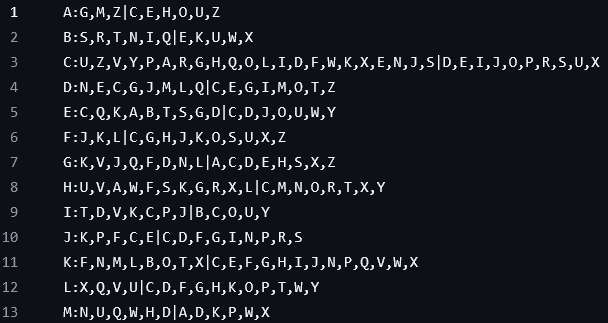 1 A:G,M,Z|C,E,H,O,U,Z
2 B:S,R,T,N,I,Q|E,K,U,W,X
3 C:U,Z,V,Y,P,A,R,G,H,Q,O,L,I,D,F,W,K,X,E,N,J,S|D,E,I,J,O,P,R,S,U,X
4 D:N,E,C,G,J,M,L,Q|C,E,G,I,M,O,T,Z
5 E:C,Q,K,A,B,T,S,G,D|C,D,J,O,U,W,Y
6 F:J,K,L|C,G,H,J,K,O,S,U,X,Z
7 G:K,V,J,Q,F,D,N,L|A,C,D,E,H,S,X,Z
8 H:U,V,A,W,F,S,K,G,R,X,L|C,M,N,O,R,T,X,Y
9 I:T,D,V,K,C,P,J|B,C,O,U,Y
10 J:K,P,F,C,E|C,D,F,G,I,N,P,R,S
11 K:F,N,M,L,B,O,T,X|C,E,F,G,H,I,J,N,P,Q,V,W,X
12 L:X,Q,V,U|C,D,F,G,H,K,O,P,T,W,Y
13 M:N,U,Q,W,H,D|A,D,K,P,W,X